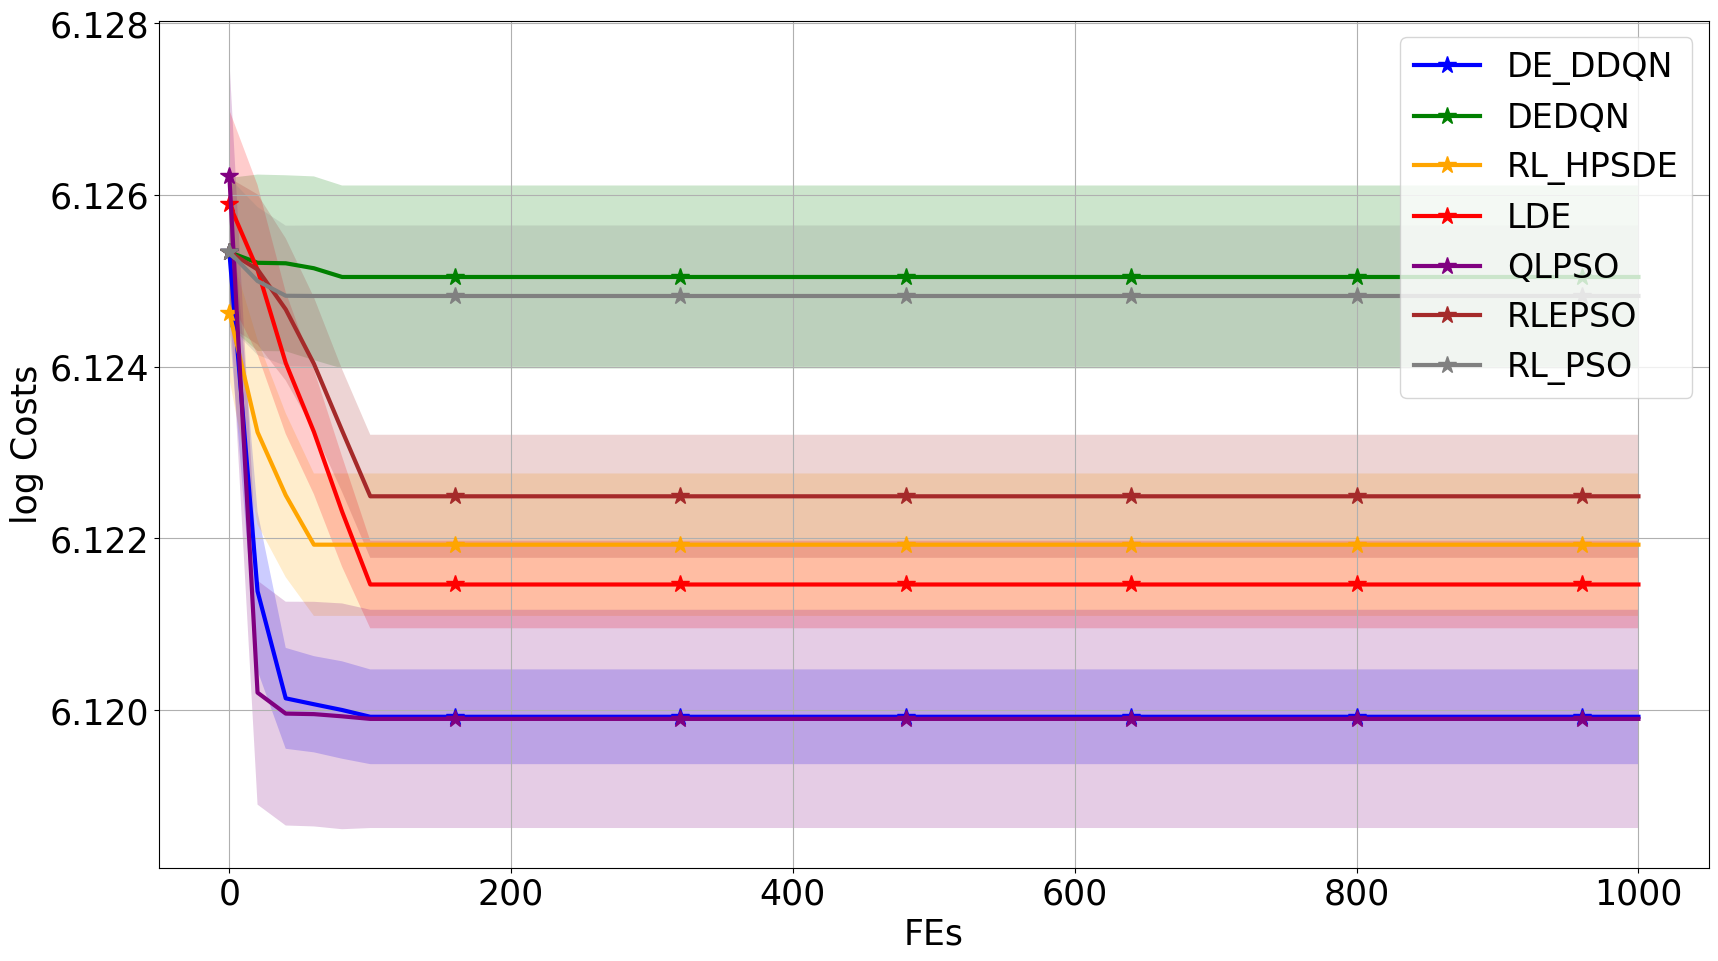 6.128
6.126
6.124
6.122
6.120
log Costs
0
200
400
600
800
1000
FEs
DE_DDQN
DEDQN
RL_HPSDE
LDE
QLPSO
RLEPSO
RL_PSO